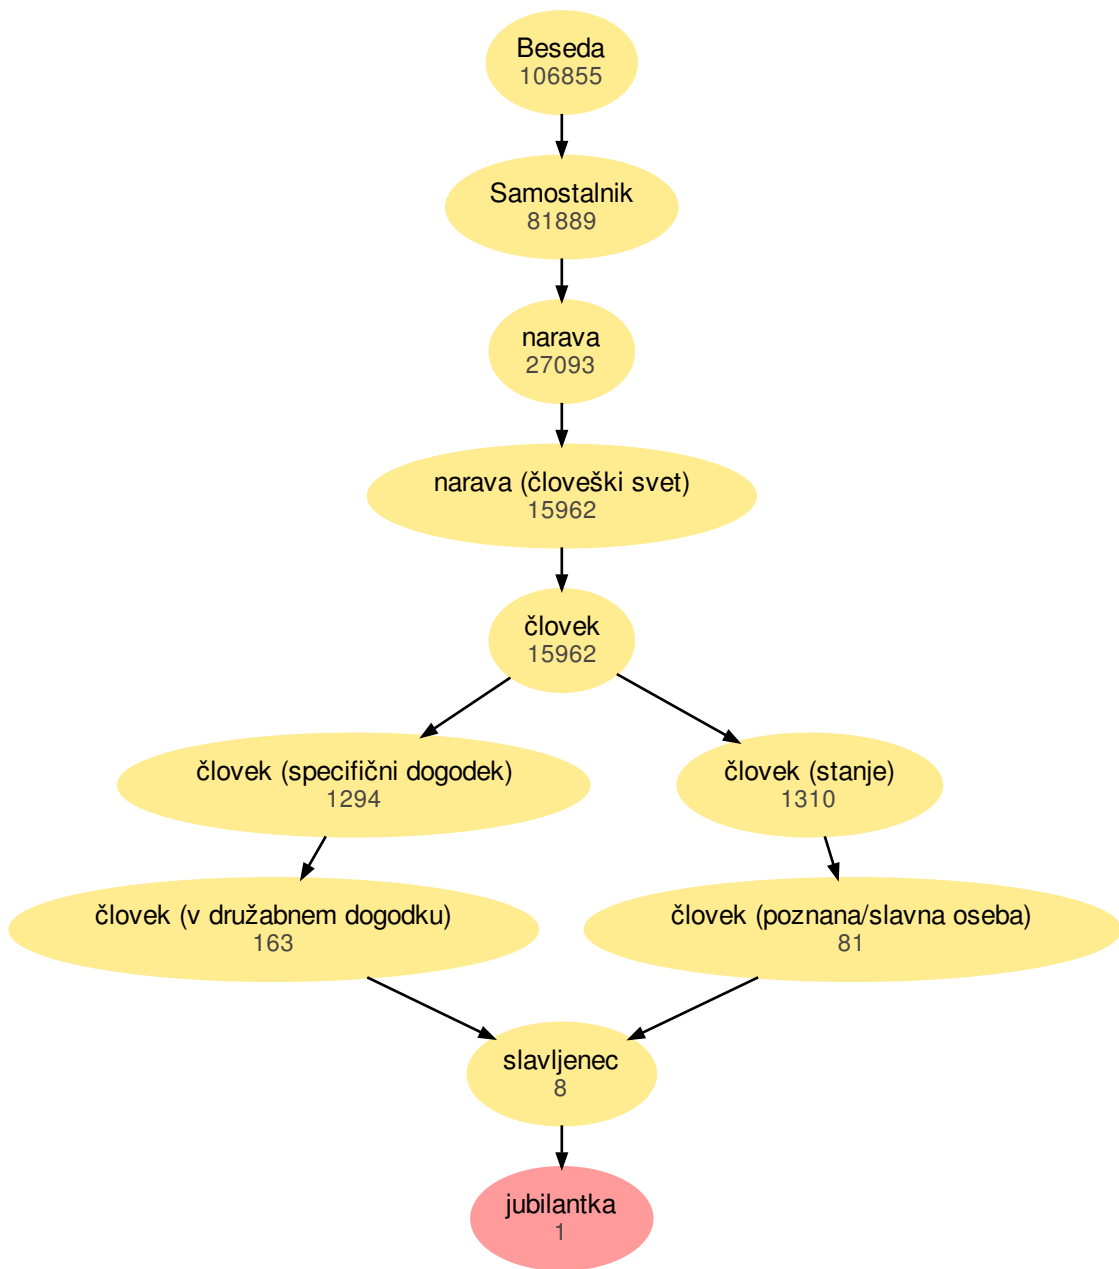 Beseda
106855
Samostalnik
81889
narava
27093
narava (človeški svet)
15962
človek
15962
človek (specifični dogodek)
1294
človek (stanje)
1310
človek (v družabnem dogodku)
163
človek (poznana/slavna oseba)
81
slavljenec
8
jubilantka
1